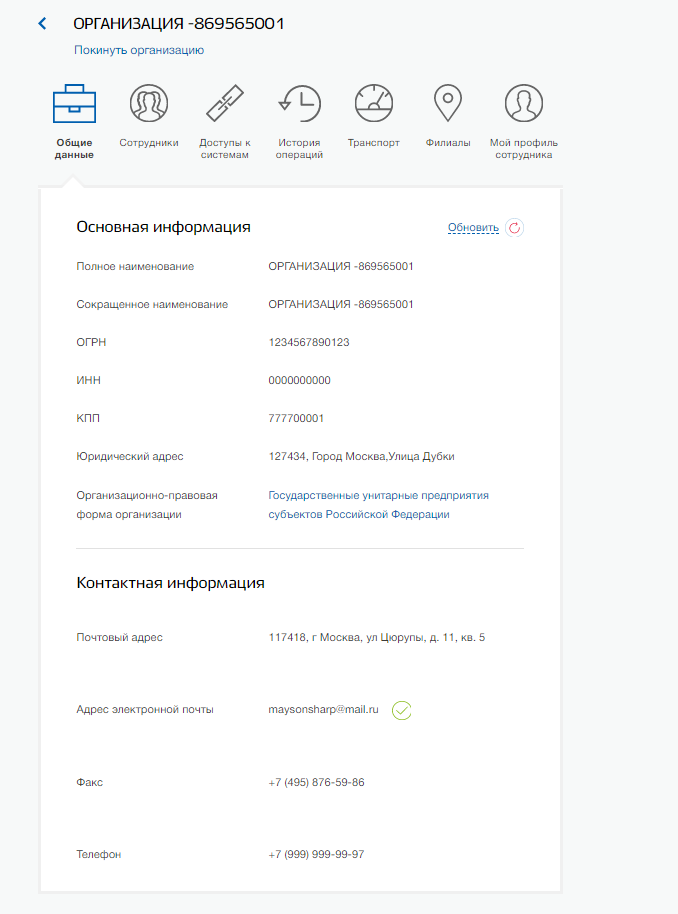 ОРГАНИЗАЦИЯ -869565001
Покинуть организацию
Общие данные
Сотрудники
Доступы к системам
История операций
Транспорт
Филиалы
Мой профиль сотрудника
Основная информация
Обновить
Полное наименование ОРГАНИЗАЦИЯ -869565001
Сокращенное наименование ОРГАНИЗАЦИЯ -869565001
ОГРН 1234567890123
ИНН 0000000000
КПП 777700001
Юридический адрес 127434, Город Москва,Улица Дубки
Организационно-правовая форма организации
Государственные унитарные предприятия
субъектов Российской Федерации
Контактная информация
Почтовый адрес 117418, г Москва, ул Цюрупы, д. 11, кв. 5
Адрес электронной почты maysonsharp@mail.ru
Факс +7 (495) 876-59-86
Телефон +7 (999) 999-99-97